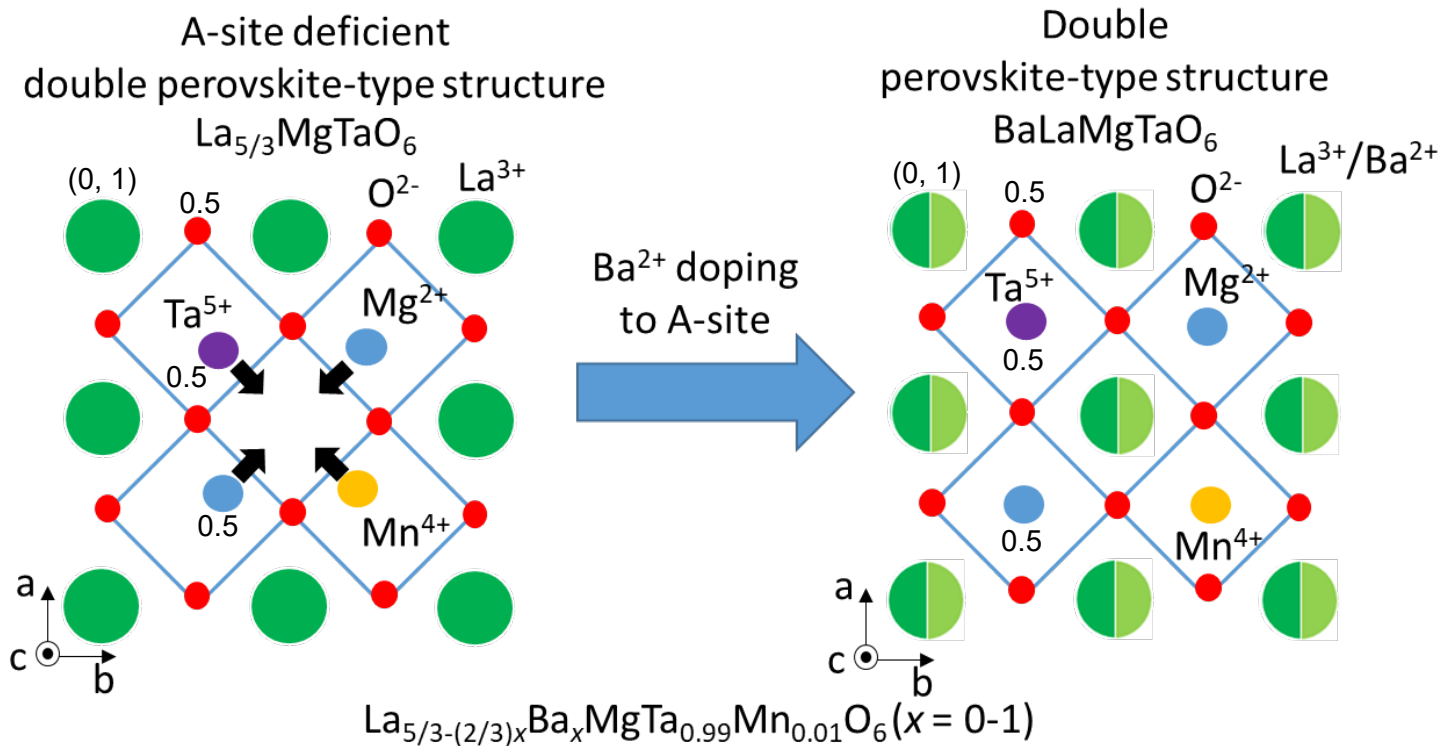 A-site deficient
double perovskite-type structure
La₅/₃MgTaO₆
(0, 1)
0.5
O²⁻
La³⁺
Ta⁵⁺
Mg²⁺
0.5
0.5
Mn⁴⁺
a
c
b
Ba²⁺ doping
to A-site
Double
perovskite-type structure
BaLaMgTaO₆
(0, 1)
0.5
O²⁻
La³⁺/Ba²⁺
Ta⁵⁺
Mg²⁺
0.5
0.5
Mn⁴⁺
a
c
b
La₅/₃₋₍₂/₃₎ₓBaₓMgTa₀.₉₉Mn₀.₀₁O₆ (x = 0-1)